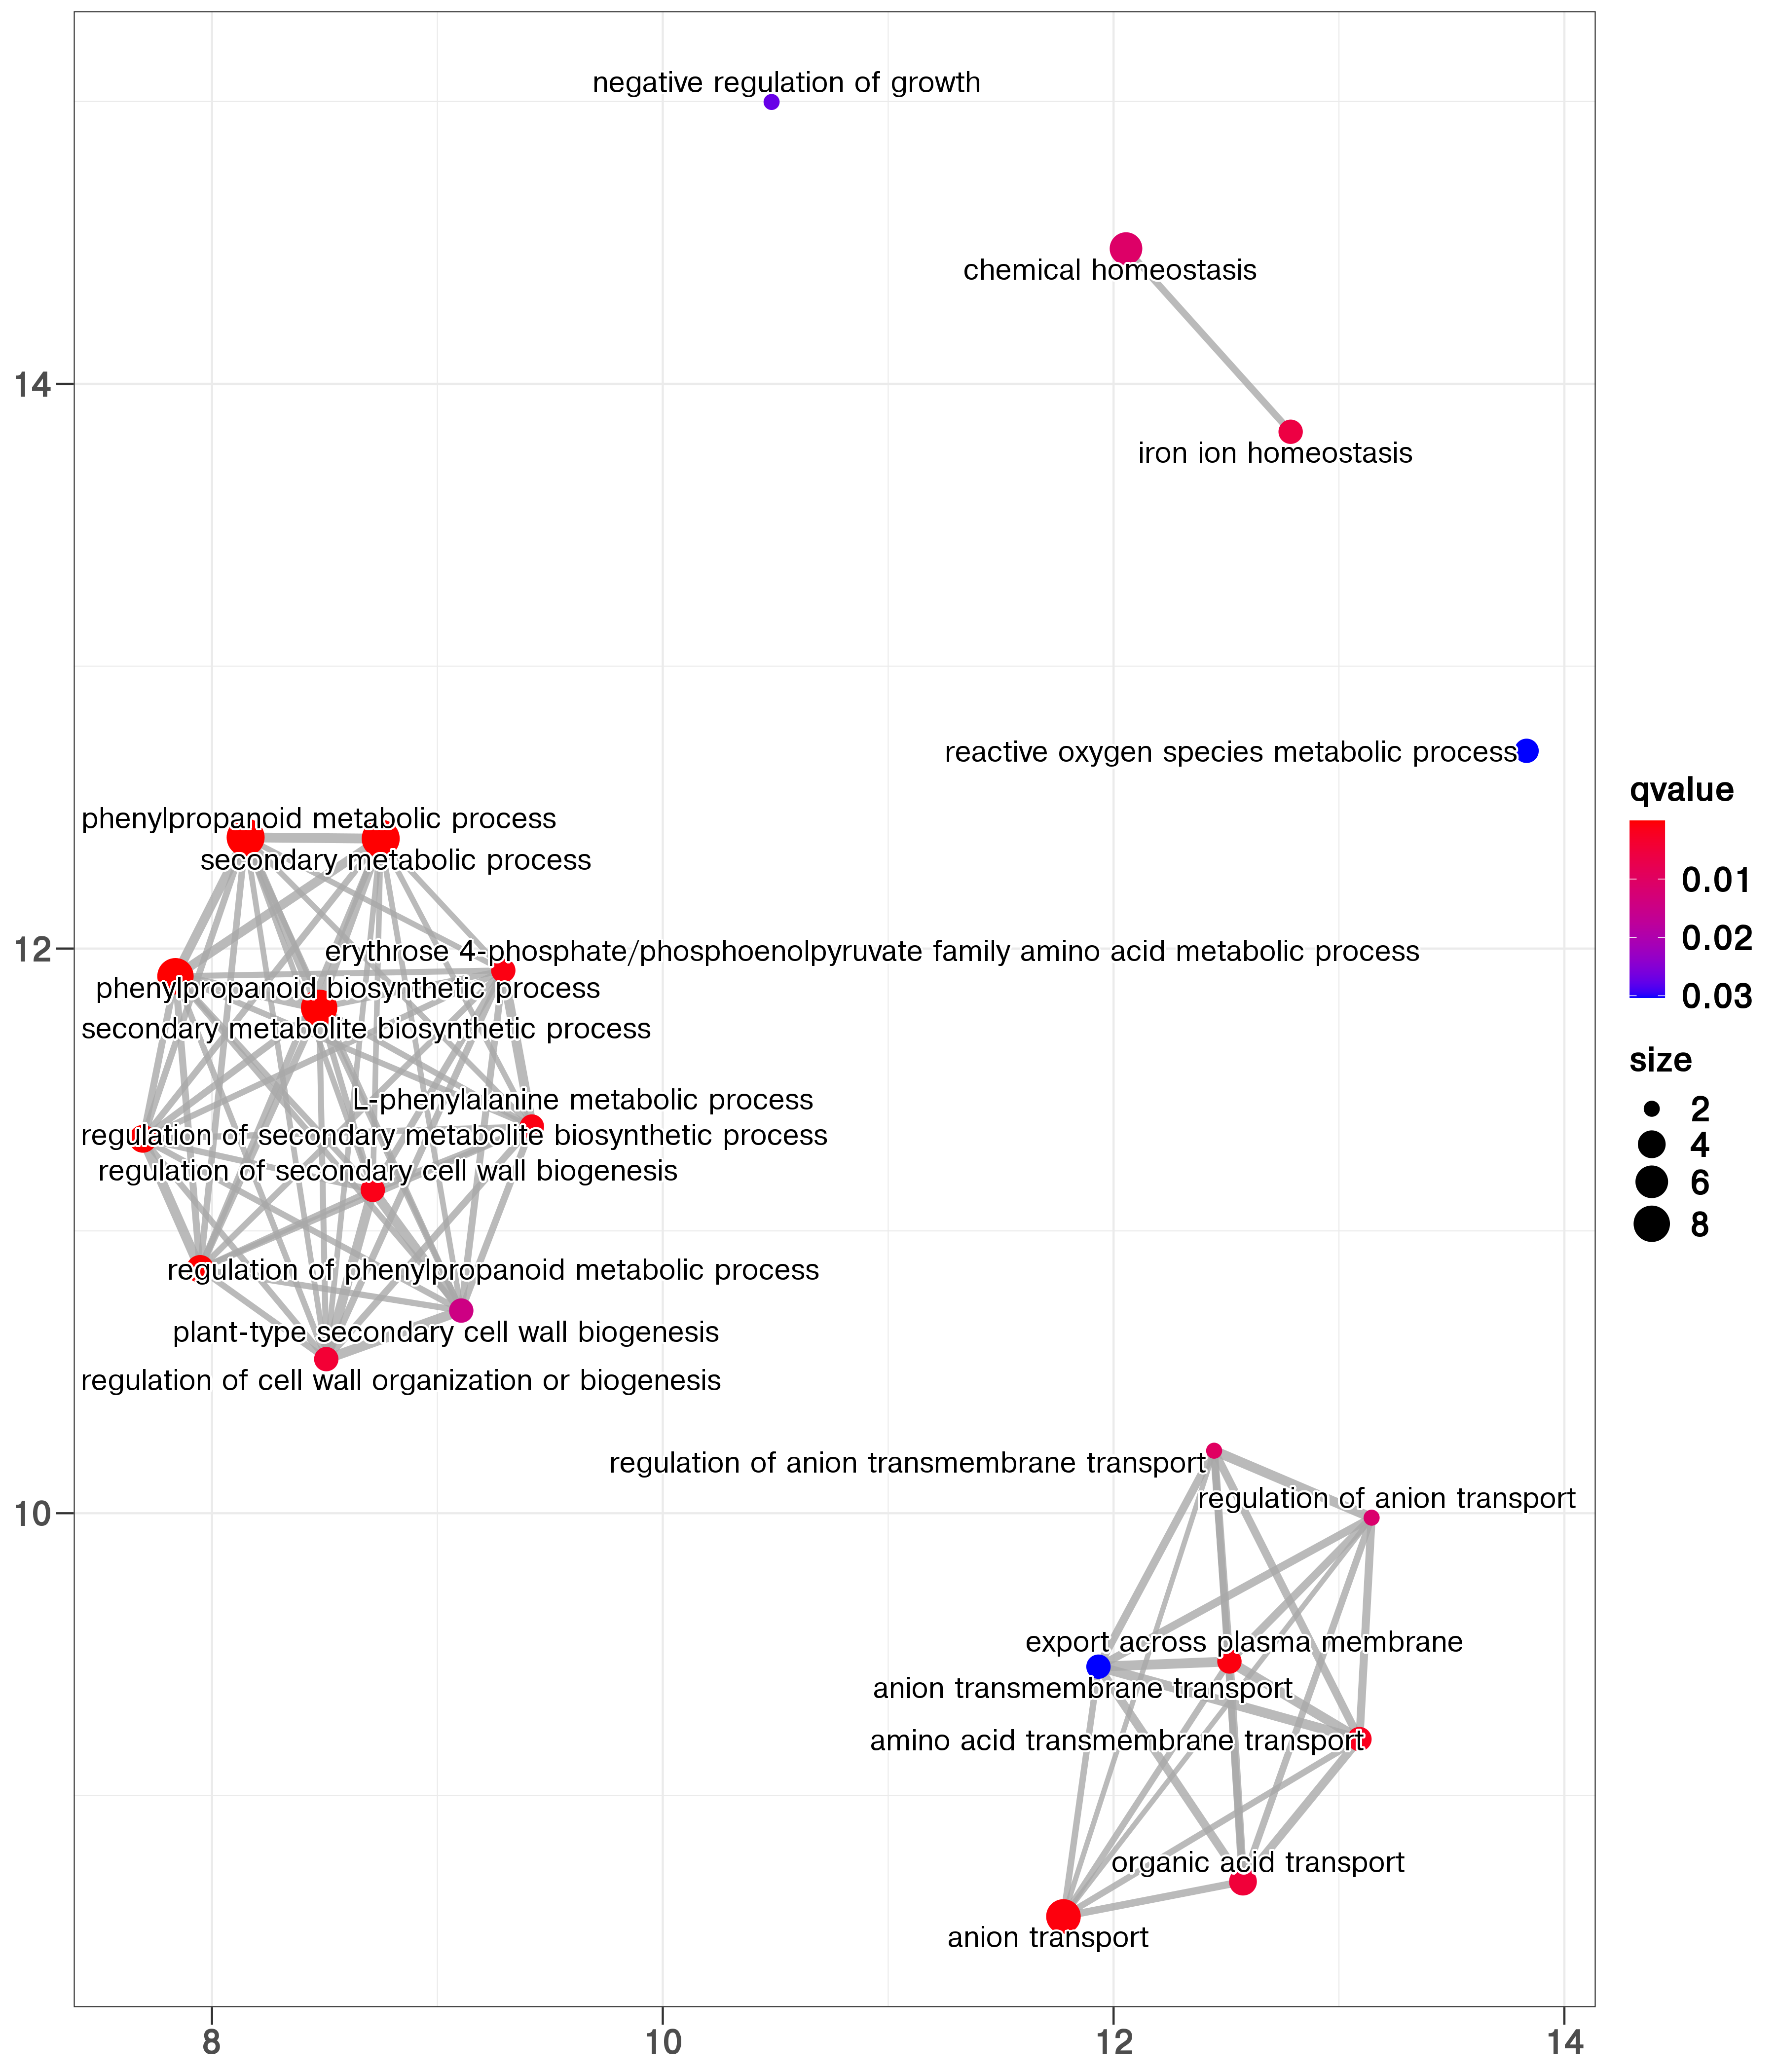 negative regulation of growth
chemical homeostasis
14
iron ion homeostasis
reactive oxygen species metabolic process
phenylpropanoid metabolic process
secondary metabolic process
12
erythrose 4-phosphate/phosphoenolpyruvate family amino acid metabolic process
phenylpropanoid biosynthetic process
secondary metabolite biosynthetic process
L-phenylalanine metabolic process
regulation of secondary metabolite biosynthetic process
regulation of secondary cell wall biogenesis
regulation of phenylpropanoid metabolic process
plant-type secondary cell wall biogenesis
regulation of cell wall organization or biogenesis
regulation of anion transmembrane transport
regulation of anion transport
10
export across plasma membrane
anion transmembrane transport
amino acid transmembrane transport
organic acid transport
anion transport
8
10
12
14
qvalue
0.01
0.02
0.03
size
2
4
6
8